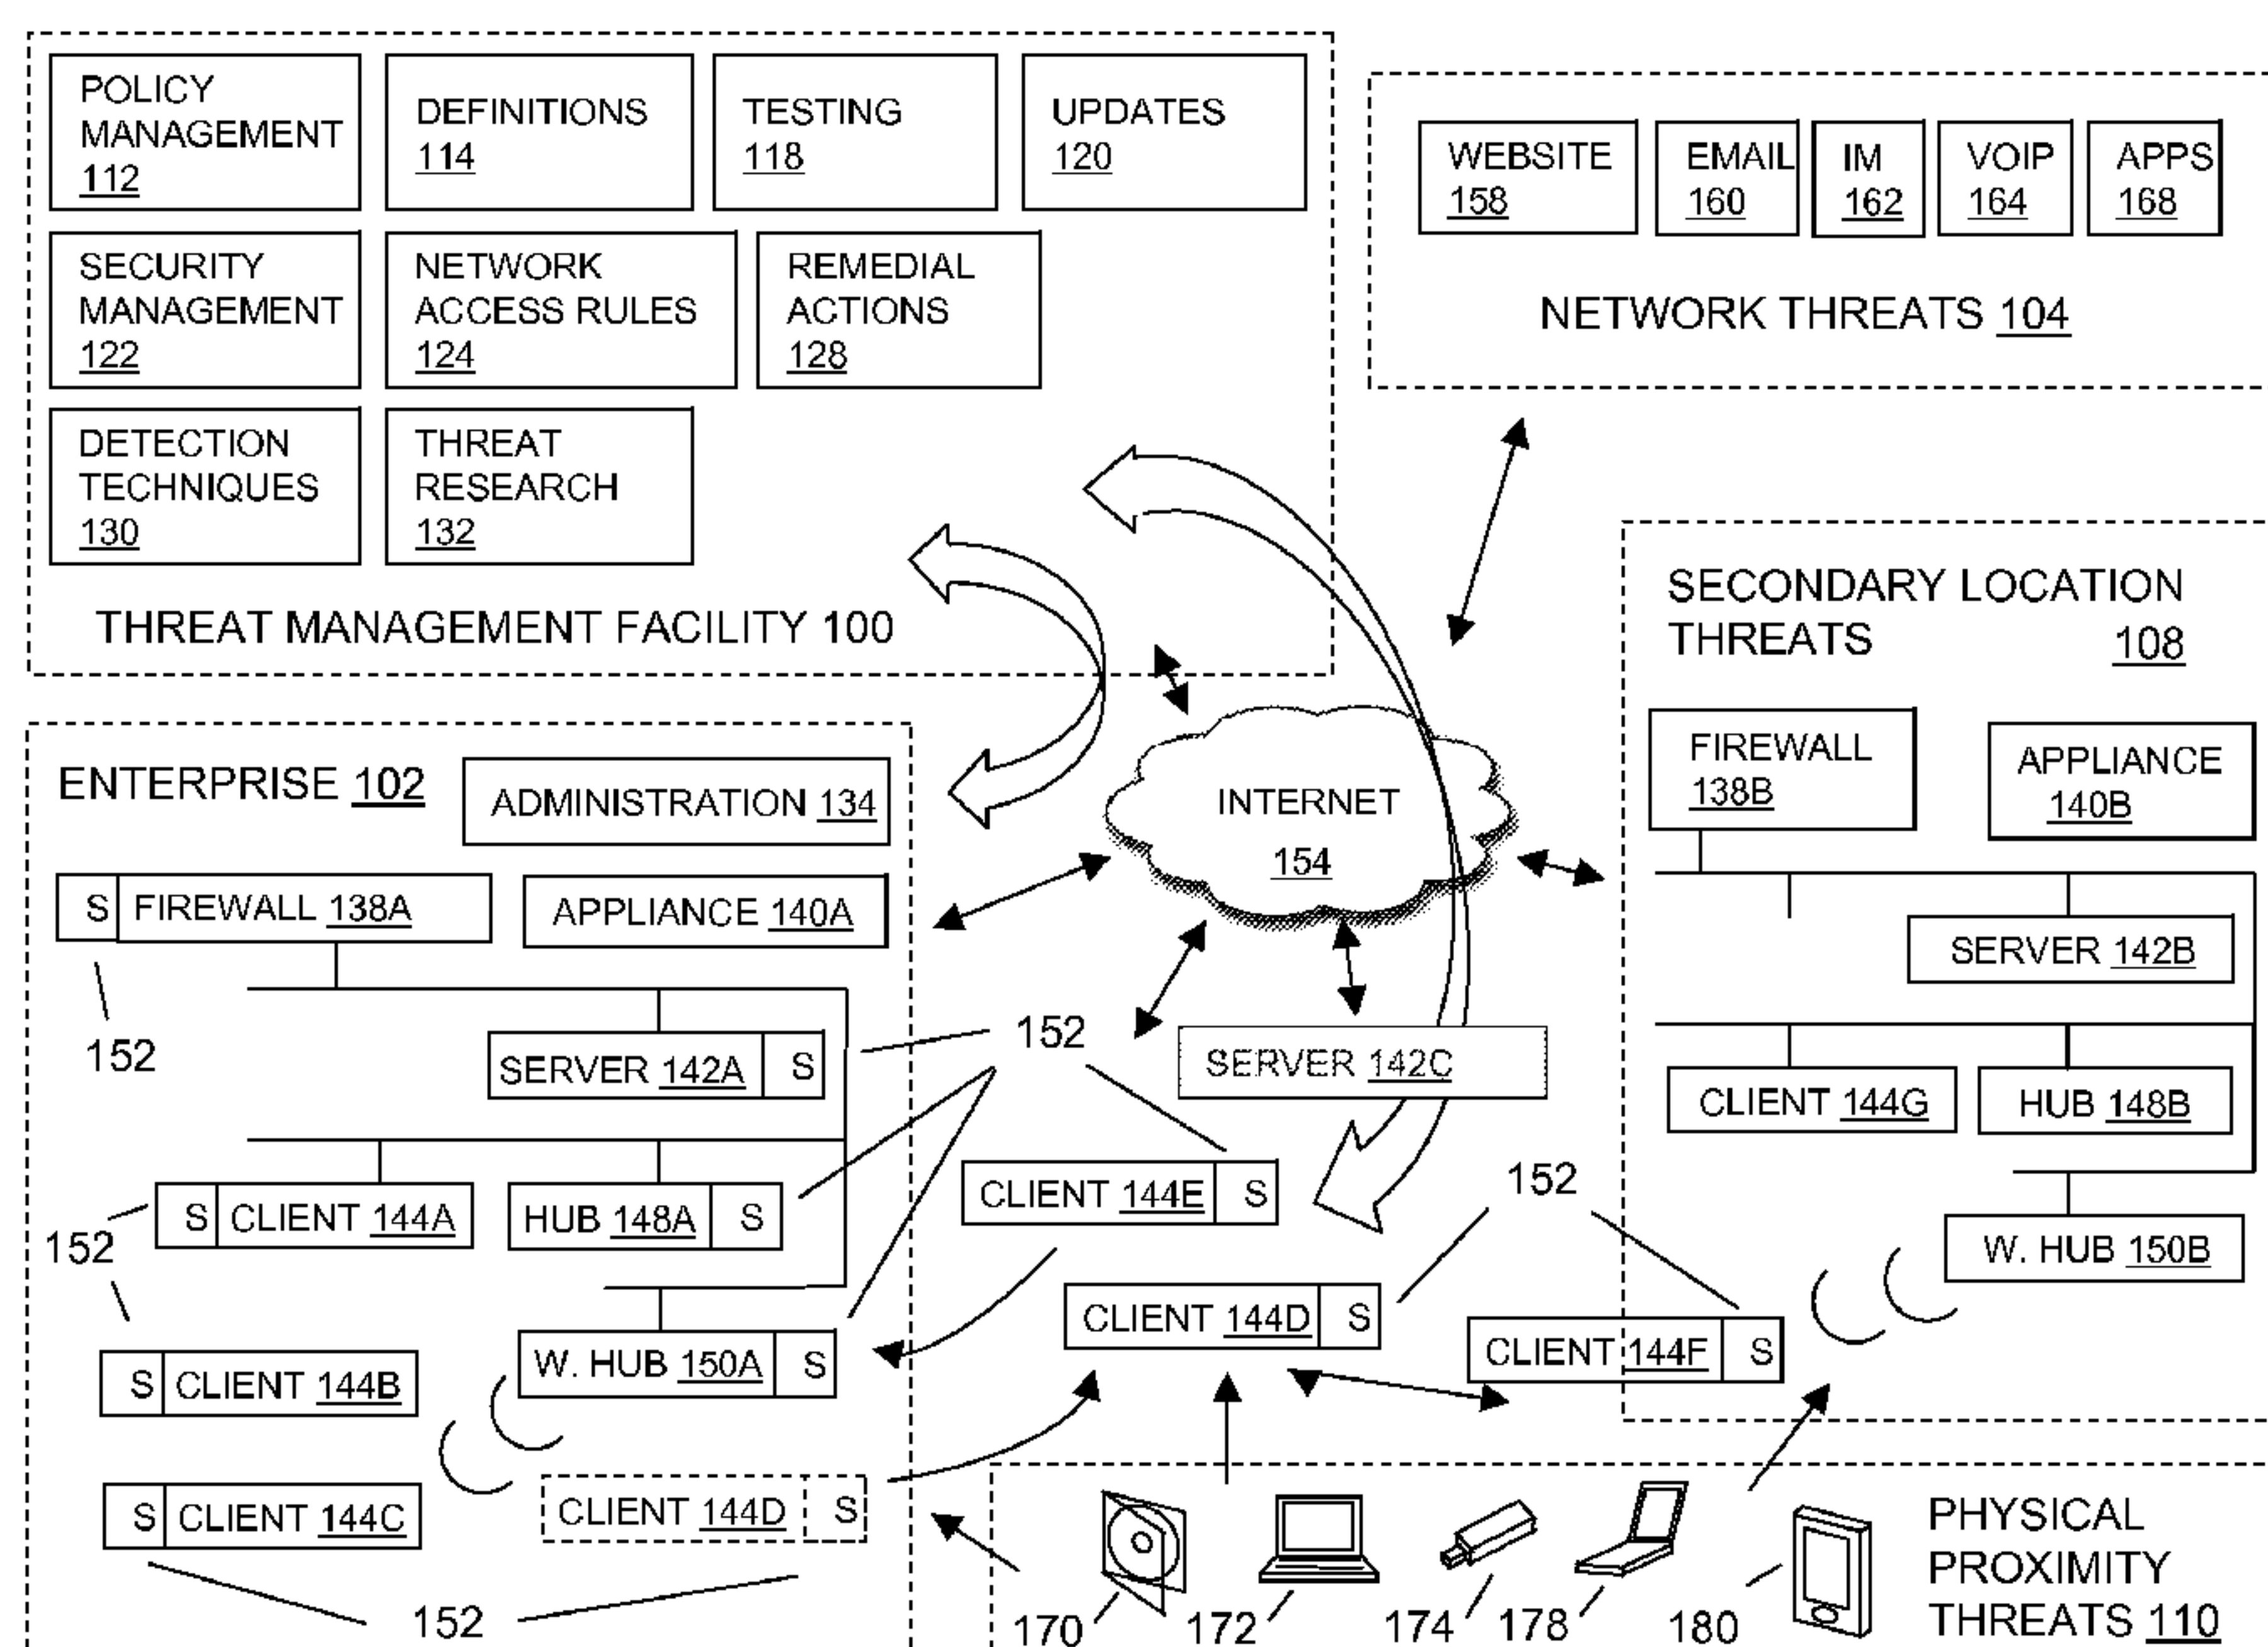 POLICY
MANAGEMENT
112
DEFINITIONS
114
TESTING
118
UPDATES
120
SECURITY
MANAGEMENT
122
NETWORK
ACCESS RULES
124
REMEDIAL
ACTIONS
128
DETECTION
TECHNIQUES
130
THREAT
RESEARCH
132
THREAT MANAGEMENT FACILITY 100
WEBSITE
158
EMAIL
160
IM
162
VOIP
164
APPS
168
NETWORK THREATS 104
SECONDARY LOCATION
THREATS
108
FIREWALL
138B
APPLIANCE
140B
SERVER 142B
CLIENT 144G
HUB 148B
W. HUB 150B
INTERNET
154
ENTERPRISE 102
ADMINISTRATION 134
S FIREWALL 138A
APPLIANCE 140A
152
SERVER 142A S
152
SERVER 142C
S CLIENT 144A
HUB 148A S
152
CLIENT 144E S
152
CLIENT 144D S
CLIENT 144F S
S CLIENT 144B
W. HUB 150A S
S CLIENT 144C
CLIENT 144D S
152
170
172
174
178
180
PHYSICAL
PROXIMITY
THREATS 110